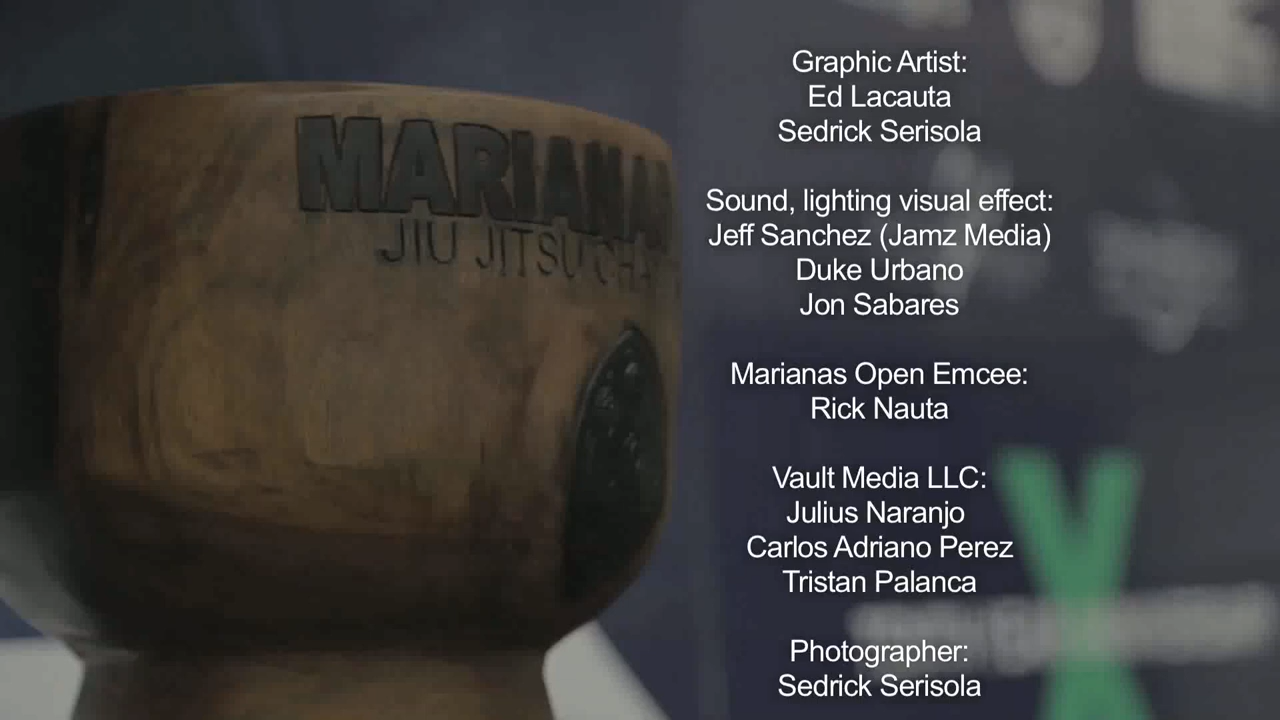 MARIANA
JIU JITSU CHA
Graphic Artist:
Ed Lacauta
Sedrick Serisola
Sound, lighting visual effect:
Jeff Sanchez (Jamz Media)
Duke Urbano
Jon Sabares
Marianas Open Emcee:
Rick Nauta
Vault Media LLC:
Julius Naranjo
Carlos Adriano Perez
Tristan Palanca
Photographer:
Sedrick Serisola